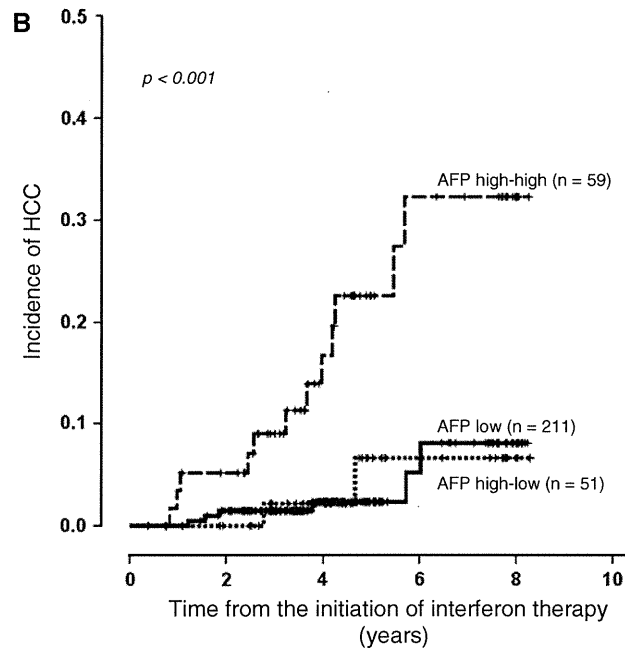 B
0.5
p < 0.001
0.4
AFP high-high (n = 59)
0.3
Incidence of HCC
0.2
0.1
AFP low (n = 211)
AFP high-low (n = 51)
0.0
0 2 4 6 8 10
Time from the initiation of interferon therapy
(years)